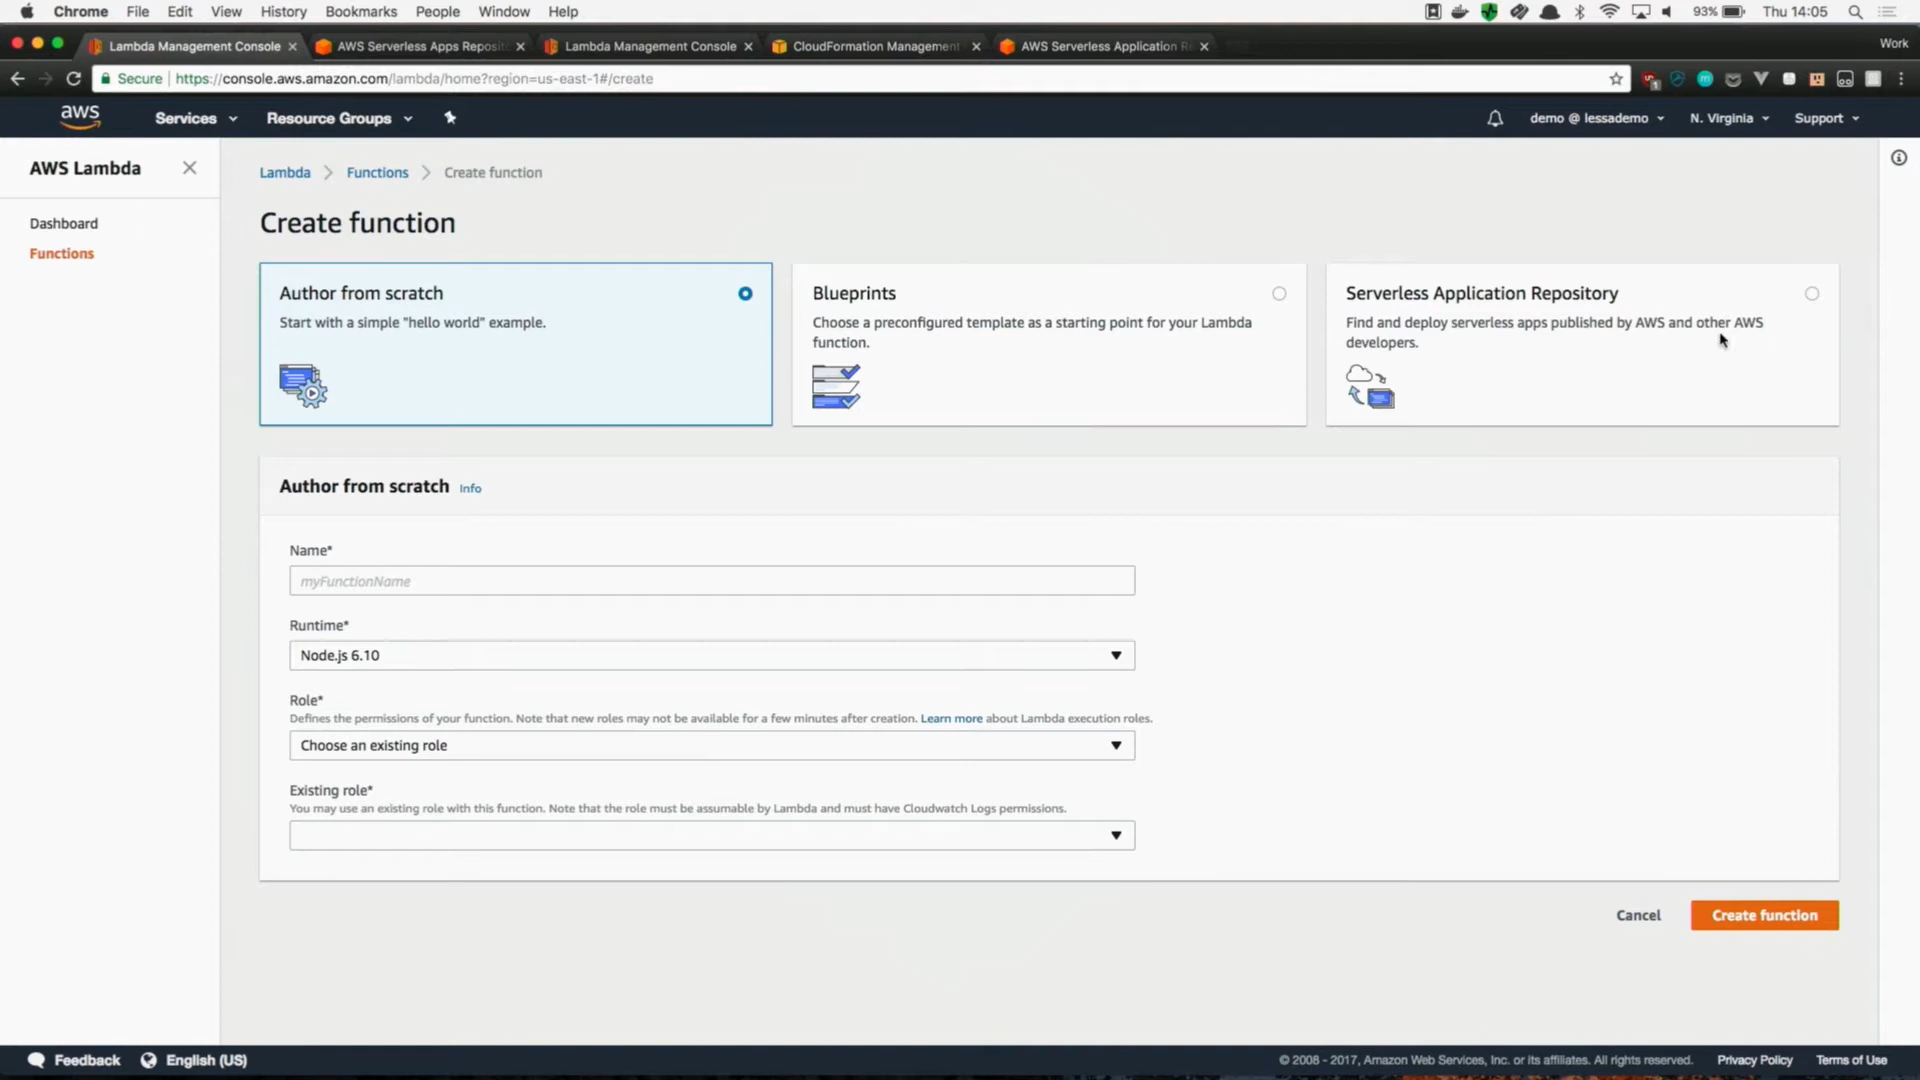 Chrome File Edit View History Bookmarks People Window Help 93% Thu 14:05
Lambda Management Console AWS Serverless Apps Reposit Lambda Management Console CloudFormation Management AWS Serverless Application R Work
Secure https://console.aws.amazon.com/lambda/home?region=us-east-1#/create
aws Services Resource Groups demo @ lessademo N. Virginia Support
AWS Lambda
Dashboard
Functions
Lambda Functions Create function
Create function
Author from scratch
Start with a simple "hello world" example.
Blueprints
Choose a preconfigured template as a starting point for your Lambda
function.
Serverless Application Repository
Find and deploy serverless apps published by AWS and other AWS
developers.
Author from scratch Info
Name*
myFunctionName
Runtime*
Node.js 6.10
Role*
Defines the permissions of your function. Note that new roles may not be available for a few minutes after creation. Learn more about Lambda execution roles.
Choose an existing role
Existing role*
You may use an existing role with this function. Note that the role must be assumable by Lambda and must have Cloudwatch Logs permissions.
Cancel Create function
Feedback English (US) © 2008 - 2017, Amazon Web Services, Inc. or its affiliates. All rights reserved. Privacy Policy Terms of Use